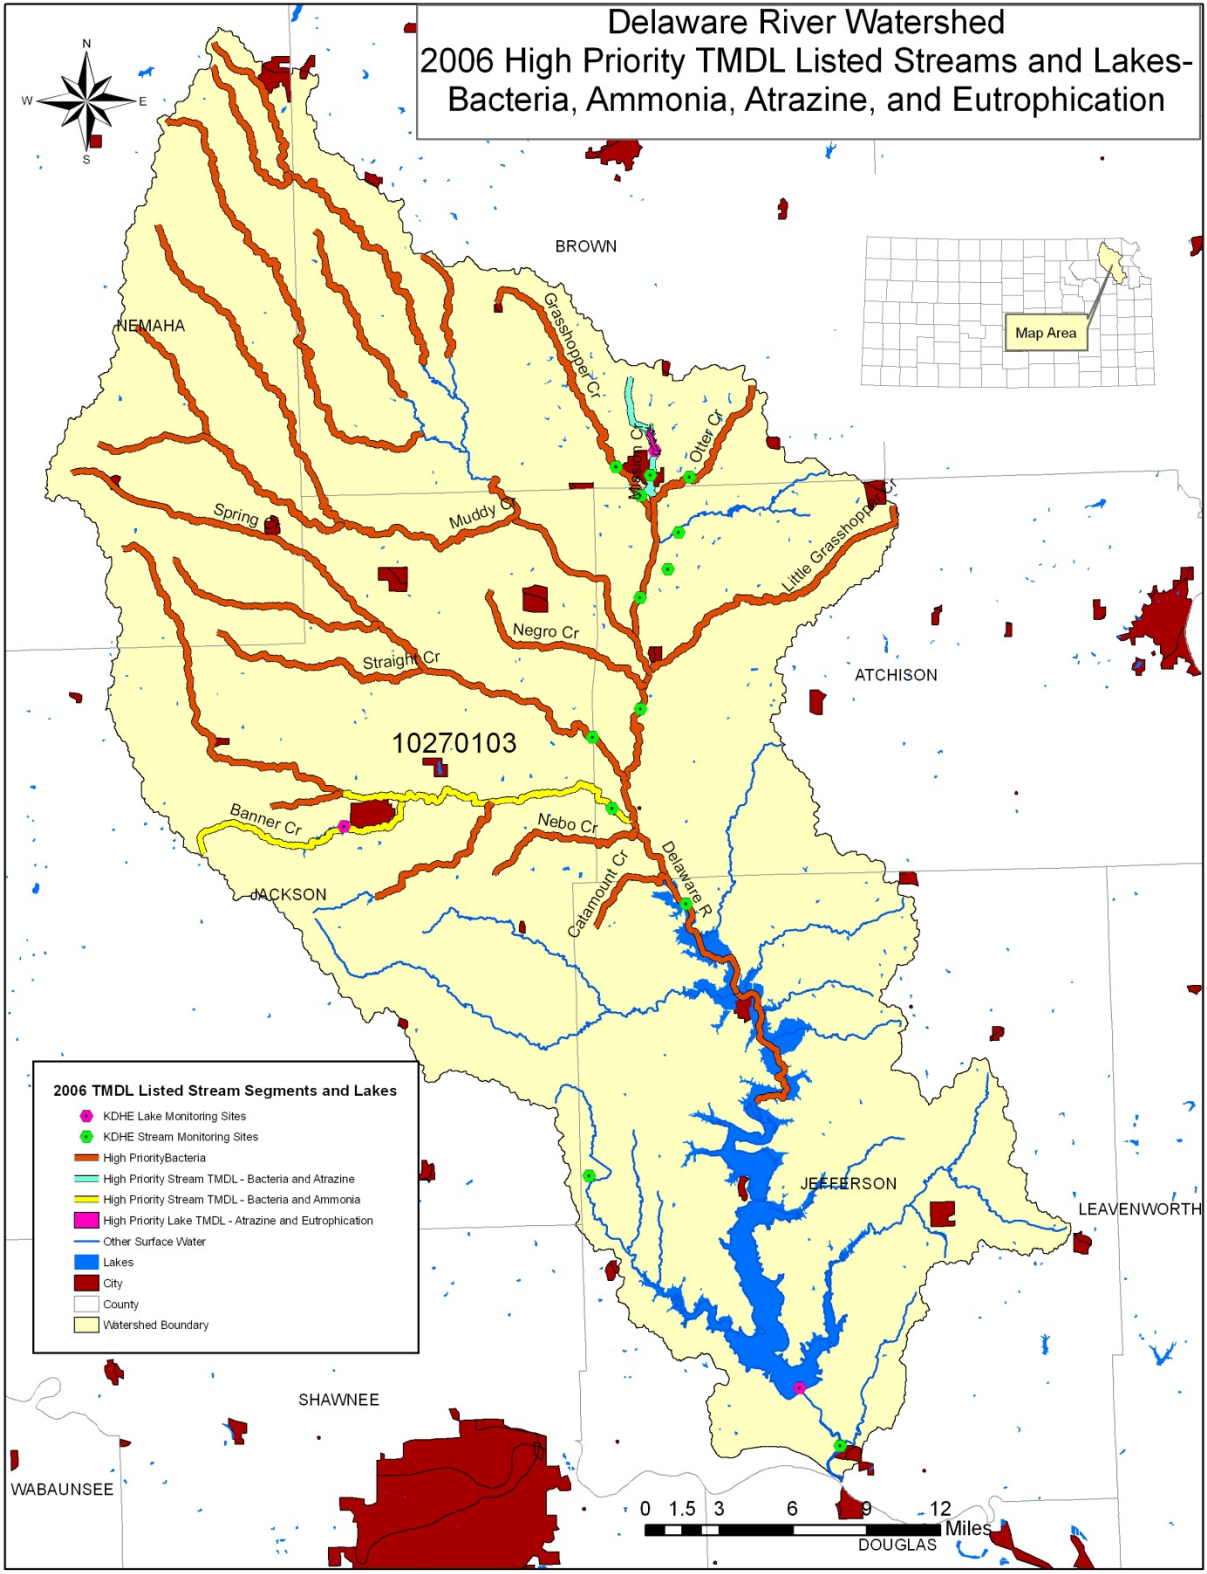 Delaware River Watershed
2006 High Priority TMDL Listed Streams and Lakes-
Bacteria, Ammonia, Atrazine, and Eutrophication
N
W
E
S
BROWN
Map Area
NEMAHA
Grasshopper Cr
Mission Cr
Otter Cr
Spring Cr
Muddy Cr
Little Grasshopper Cr
Negro Cr
Straight Cr
ATCHISON
10270103
Banner Cr
Nebo Cr
Delaware R
Catamount Cr
JACKSON
2006 TMDL Listed Stream Segments and Lakes
KDHE Lake Monitoring Sites
KDHE Stream Monitoring Sites
High PriorityBacteria
High Priority Stream TMDL - Bacteria and Atrazine
High Priority Stream TMDL - Bacteria and Ammonia
High Priority Lake TMDL - Atrazine and Eutrophication
Other Surface Water
Lakes
City
County
Watershed Boundary
JEFFERSON
LEAVENWORTH
SHAWNEE
WABAUNSEE
0 1.5 3 6 9 12
Miles
DOUGLAS